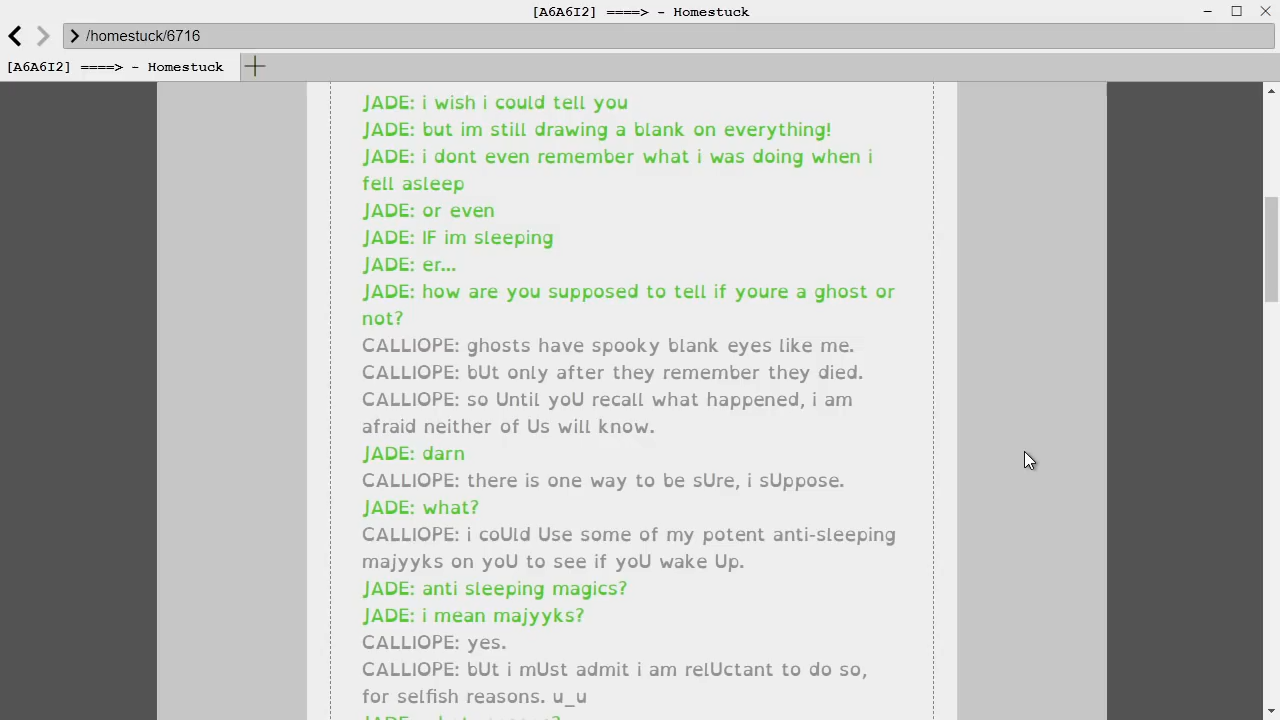 [A6A6I2] ====> - Homestuck
/homestuck/6716
[A6A6I2] ====> - Homestuck
JADE: i wish i could tell you
JADE: but im still drawing a blank on everything!
JADE: i dont even remember what i was doing when i
fell asleep
JADE: or even
JADE: IF im sleeping
JADE: er...
JADE: how are you supposed to tell if youre a ghost or
not?
CALLIOPE: ghosts have spooky blank eyes like me.
CALLIOPE: bUt only after they remember they died.
CALLIOPE: so Until yoU recall what happened, i am
afraid neither of Us will know.
JADE: darn
CALLIOPE: there is one way to be sUre, i sUppose.
JADE: what?
CALLIOPE: i coUld Use some of my potent anti-sleeping
majyyks on yoU to see if yoU wake Up.
JADE: anti sleeping magics?
JADE: i mean majyyks?
CALLIOPE: yes.
CALLIOPE: bUt i mUst admit i am relUctant to do so,
for selfish reasons. u_u